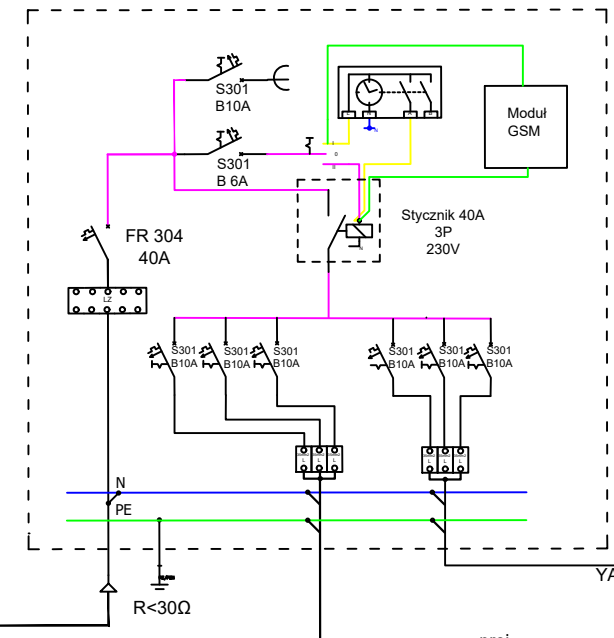 S301
B10A
Moduł
GSM
S301
B 6A
Stycznik 40A
3P
230V
FR 304
40A
LZ
S301
B10A
S301
B10A
S301
B10A
S301
B10A
S301
B10A
S301
B10A
L
L
L
L
L
L
N
PE
R<30Ω
YA